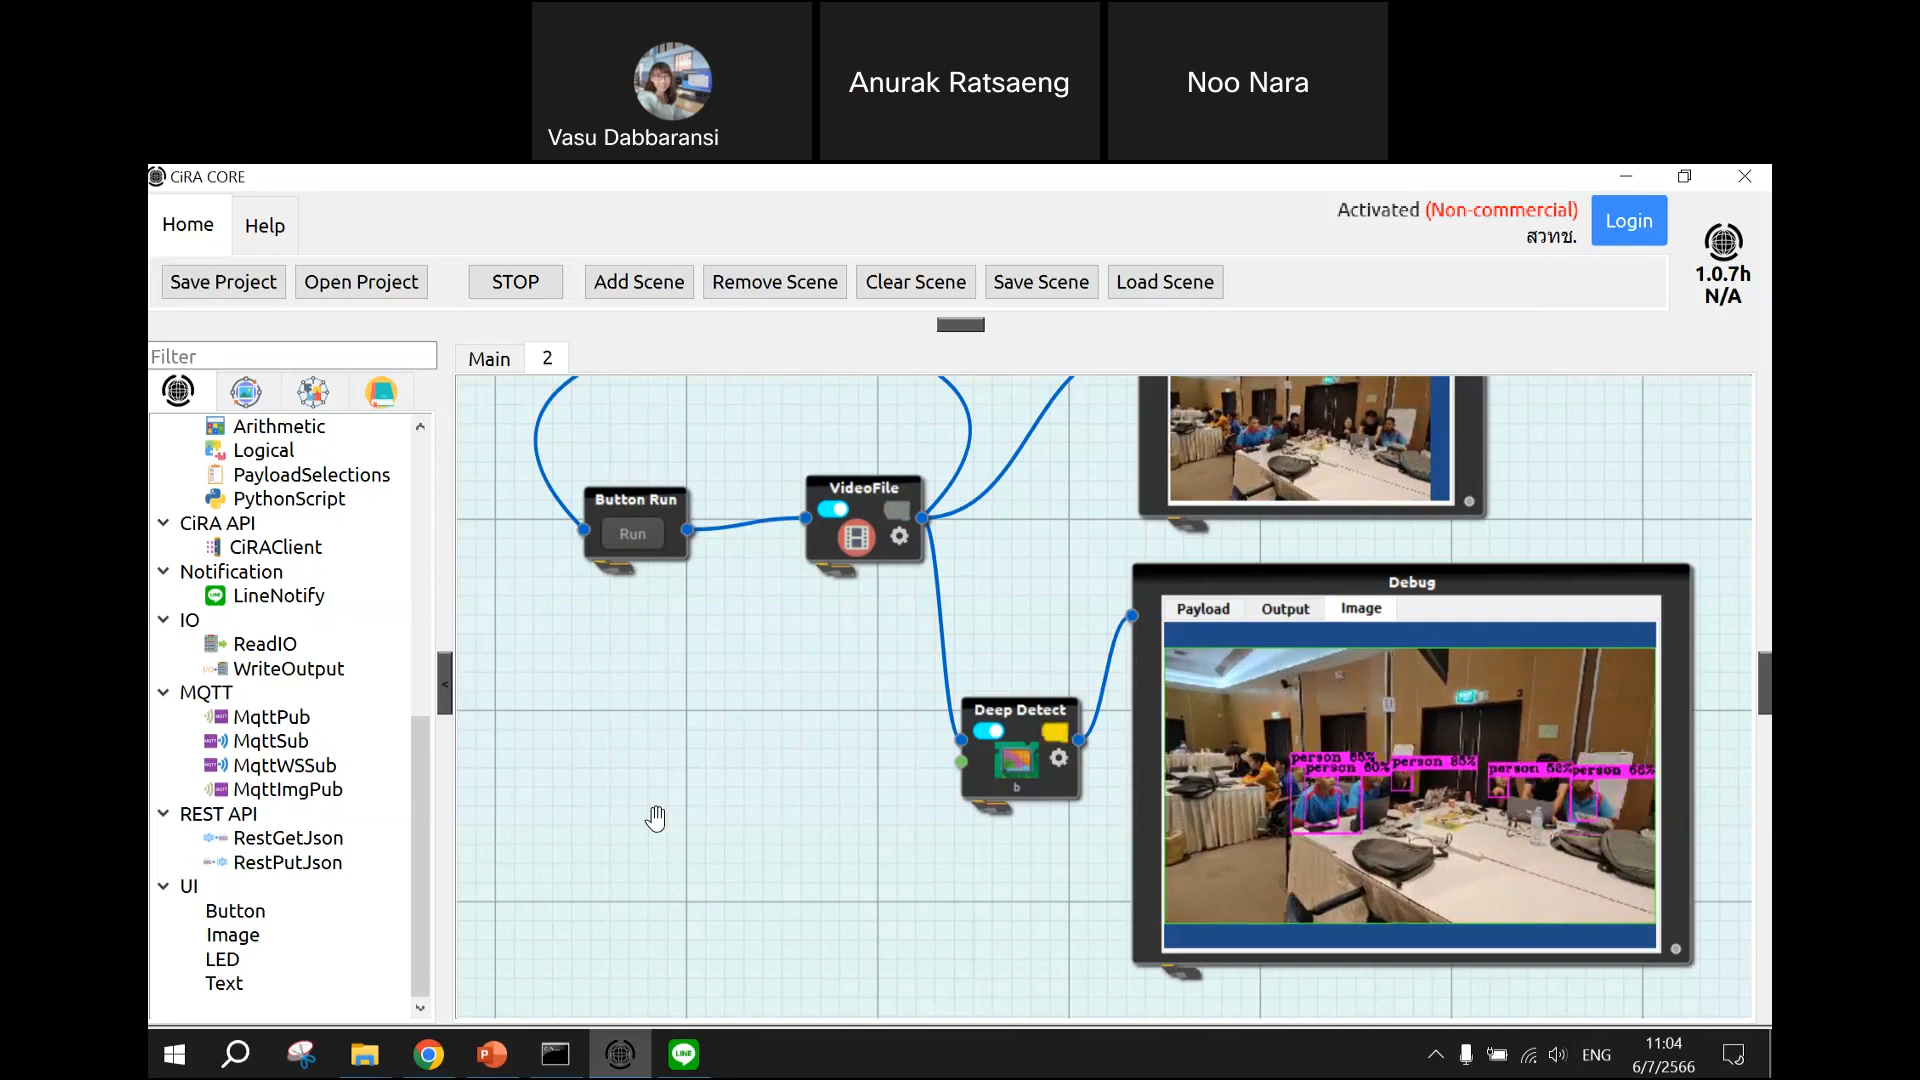 Vasu Dabbaransi
Anurak Ratsaeng
Noo Nara
CiRA CORE
Home
Help
Activated (Non-commercial)
สวทช.
Login
1.0.7h
N/A
Save Project
Open Project
STOP
Add Scene
Remove Scene
Clear Scene
Save Scene
Load Scene
Filter
Main
2
Arithmetic
Logical
PayloadSelections
PythonScript
CiRA API
CiRAClient
Notification
LineNotify
IO
ReadIO
WriteOutput
MQTT
MqttPub
MqttSub
MqttWSSub
MqttImgPub
REST API
RestGetJson
RestPutJson
UI
Button
Image
LED
Text
Button Run
Run
VideoFile
Deep Detect
b
Debug
Payload
Output
Image
person 60%
person 85%
person 66%
ENG
11:04
6/7/2566